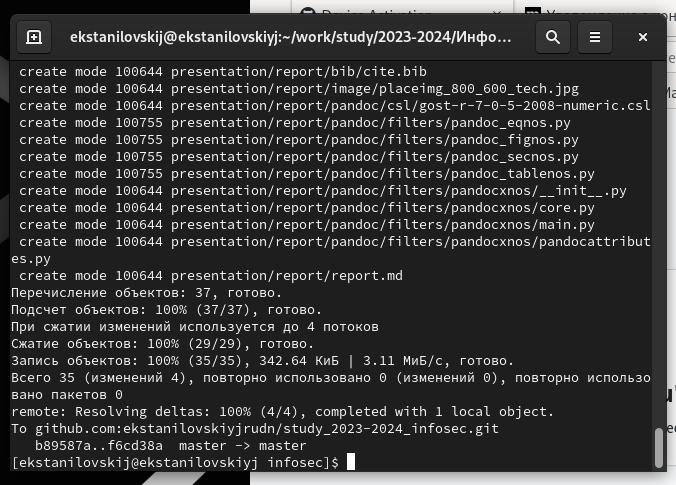 Device Activation
ekstanilovskij@ekstanilovskiyj:~/work/study/2023-2024/Инфо...
create mode 100644 presentation/report/bib/cite.bib
create mode 100644 presentation/report/image/placeimg_800_600_tech.jpg
create mode 100644 presentation/report/pandoc/csl/gost-r-7-0-5-2008-numeric.csl
create mode 100755 presentation/report/pandoc/filters/pandoc_eqnos.py
create mode 100755 presentation/report/pandoc/filters/pandoc_fignos.py
create mode 100755 presentation/report/pandoc/filters/pandoc_secnos.py
create mode 100755 presentation/report/pandoc/filters/pandoc_tablenos.py
create mode 100644 presentation/report/pandoc/filters/pandocxnos/__init__.py
create mode 100644 presentation/report/pandoc/filters/pandocxnos/core.py
create mode 100644 presentation/report/pandoc/filters/pandocxnos/main.py
create mode 100644 presentation/report/pandoc/filters/pandocxnos/pandocattribut
es.py
create mode 100644 presentation/report/report.md
Перечисление объектов: 37, готово.
Подсчет объектов: 100% (37/37), готово.
При сжатии изменений используется до 4 потоков
Сжатие объектов: 100% (29/29), готово.
Запись объектов: 100% (35/35), 342.64 КиБ | 3.11 МиБ/с, готово.
Всего 35 (изменений 4), повторно использовано 0 (изменений 0), повторно использо
вано пакетов 0
remote: Resolving deltas: 100% (4/4), completed with 1 local object.
To github.com:ekstanilovskiyjrudn/study_2023-2024_infosec.git
b89587a..f6cd38a  master -> master
[ekstanilovskij@ekstanilovskiyj infosec]$